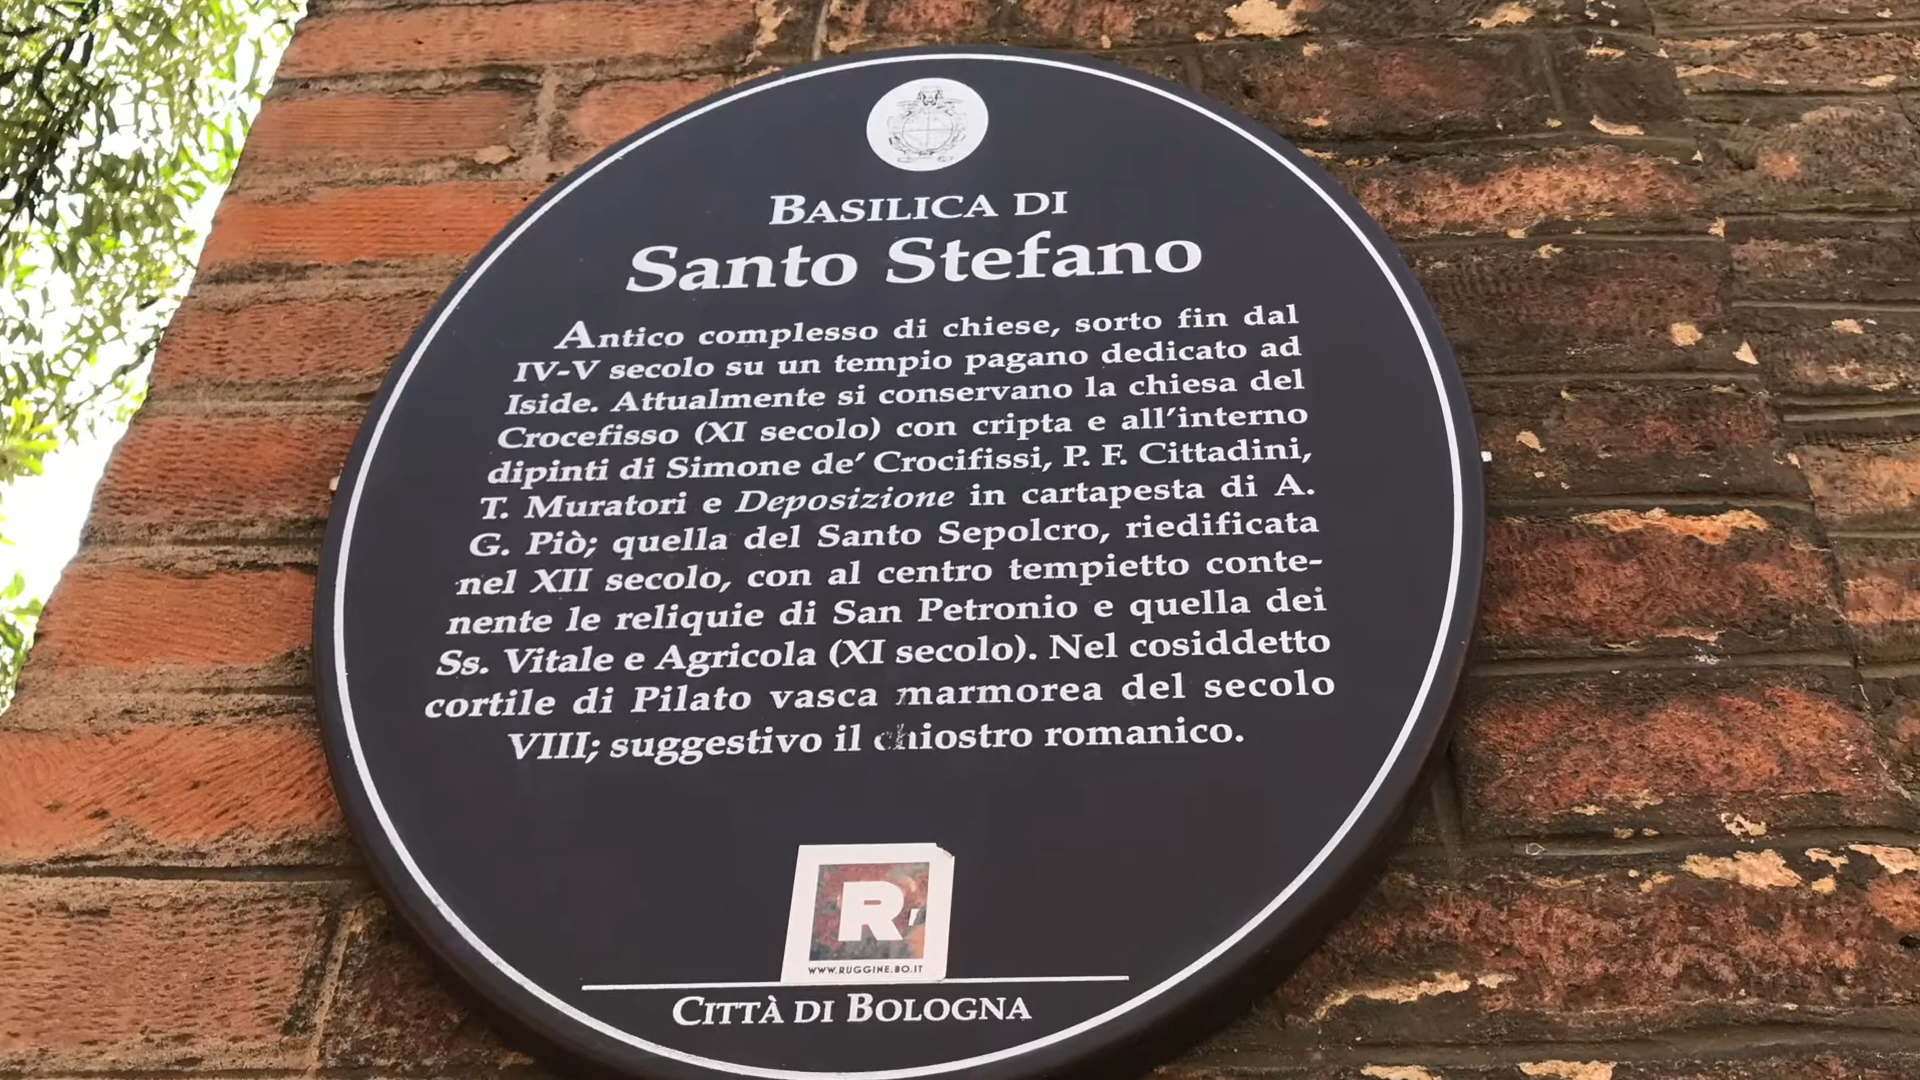 BASILICA DI
Santo Stefano
Antico complesso di chiese, sorto fin dal
IV-V secolo su un tempio pagano dedicato ad
Iside. Attualmente si conservano la chiesa del
Crocefisso (XI secolo) con cripta e all'interno
dipinti di Simone de' Crocifissi, P. F. Cittadini,
T. Muratori e Deposizione in cartapesta di A.
G. Piò; quella del Santo Sepolcro, riedificata
nel XII secolo, con al centro tempietto conte-
nente le reliquie di San Petronio e quella dei
Ss. Vitale e Agricola (XI secolo). Nel cosiddetto
cortile di Pilato vasca marmorea del secolo
VIII; suggestivo il chiostro romanico.
R
WWW.RUGGINE.BO.IT
CITTÀ DI BOLOGNA